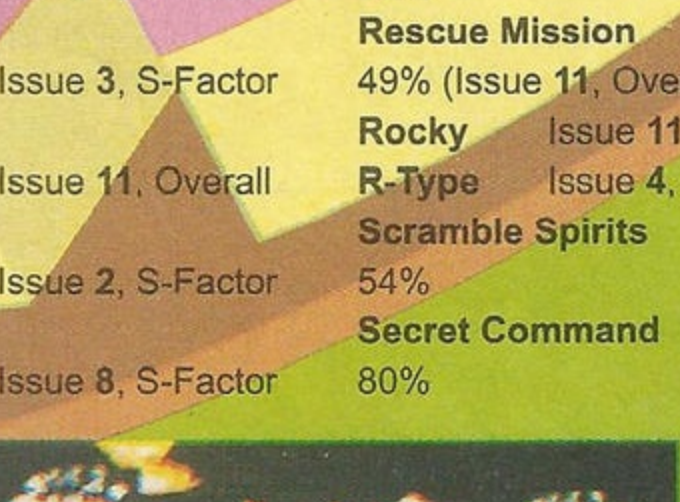 Issue 3, S-Factor
Issue 11, Overall
Issue 2, S-Factor
Issue 8, S-Factor
Rescue Mission
49% (Issue 11, Ove
Rocky Issue 11
R-Type Issue 4,
Scramble Spirits
54%
Secret Command
80%